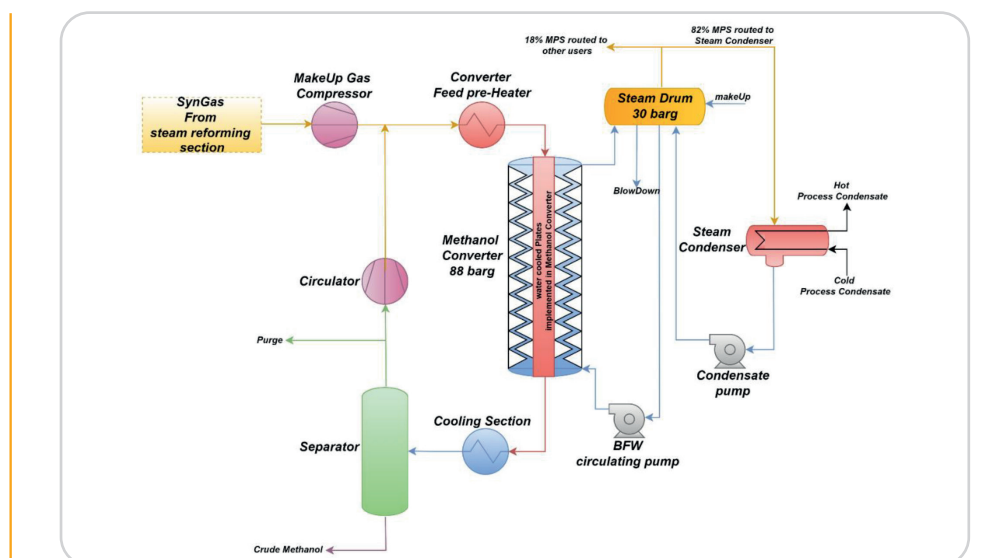 18% MPS routed to
other users
82% MPS routed to
Steam Condenser
MakeUp Gas
Compressor
Converter
Feed pre-Heater
SynGas
From
steam reforming
section
Steam Drum
30 barg
makeUp
BlowDown
Hot
Process Condensate
Steam
Condenser
Cold
Process Condensate
Methanol
Converter
88 barg
water cooled Plates
implemented in Methanol Converter
Circulator
Purge
Condensate
pump
Separator
Cooling Section
BFW
circulating pump
Crude Methanol